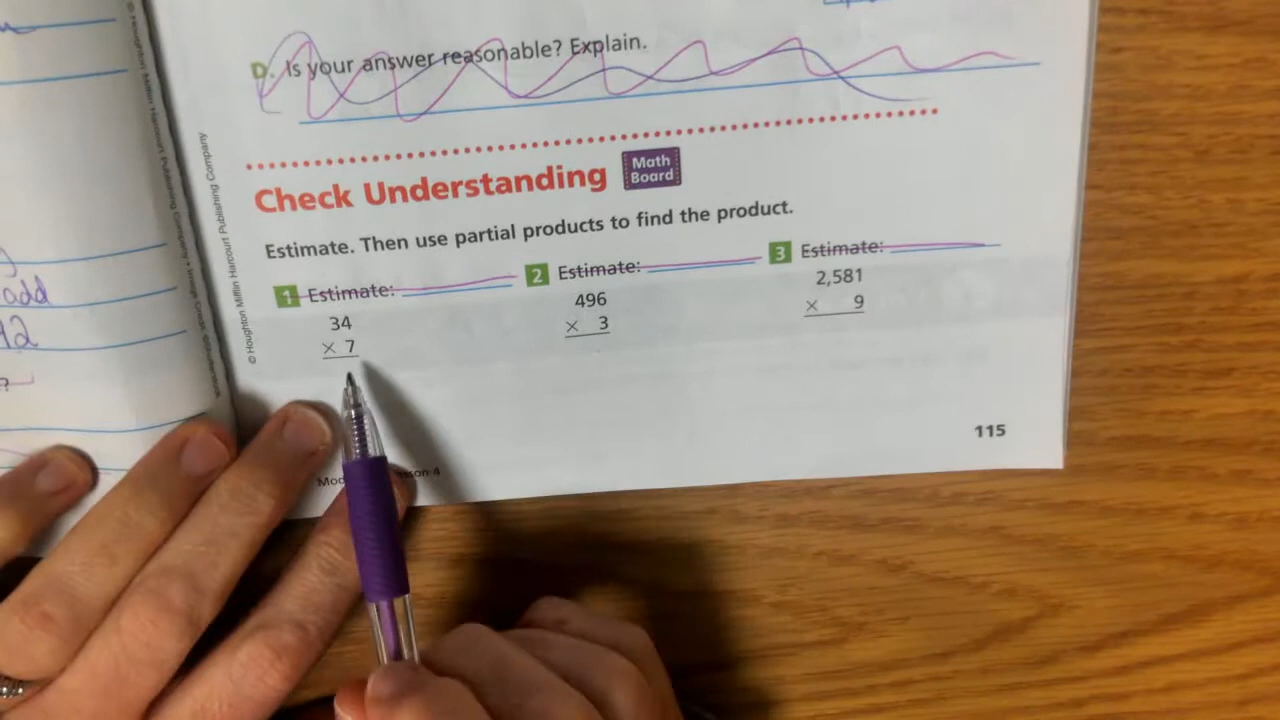 D. Is your answer reasonable? Explain.
Check Understanding
Math
Board
Estimate. Then use partial products to find the product.
1 Estimate:
34
× 7
2 Estimate:
496
× 3
3 Estimate:
2,581
× 9
115
© Houghton Mifflin Harcourt Publishing Company
add
?